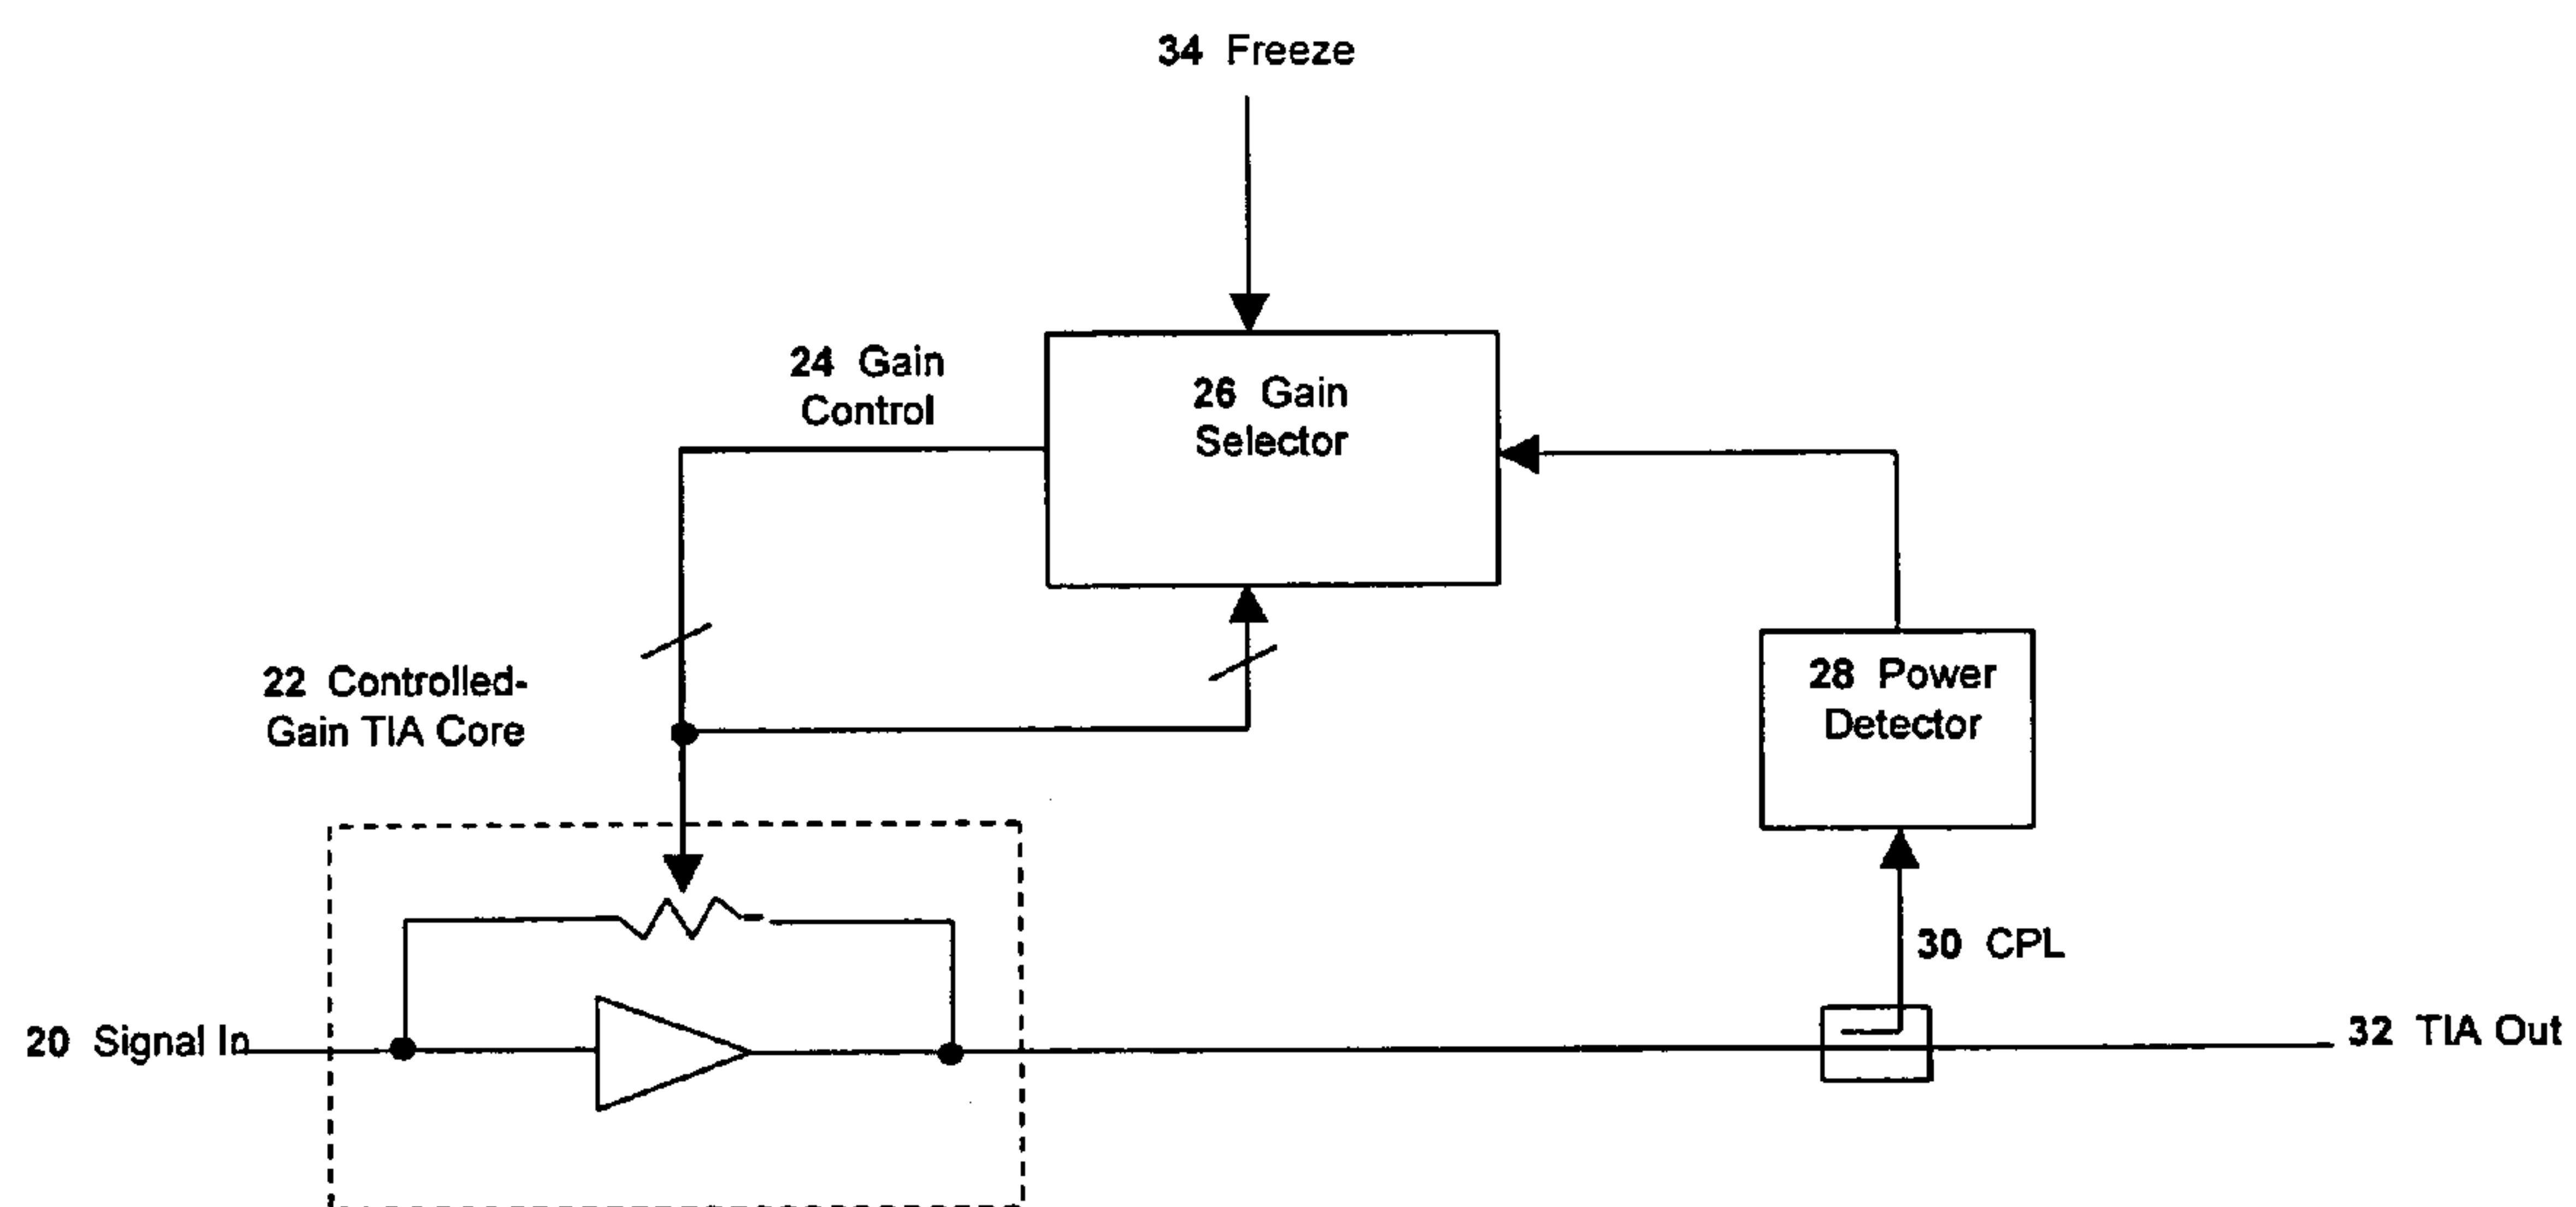 34 Freeze
24 Gain
Control
26 Gain
Selector
22 Controlled-
Gain TIA Core
28 Power
Detector
30 CPL
20 Signal In
32 TIA Out